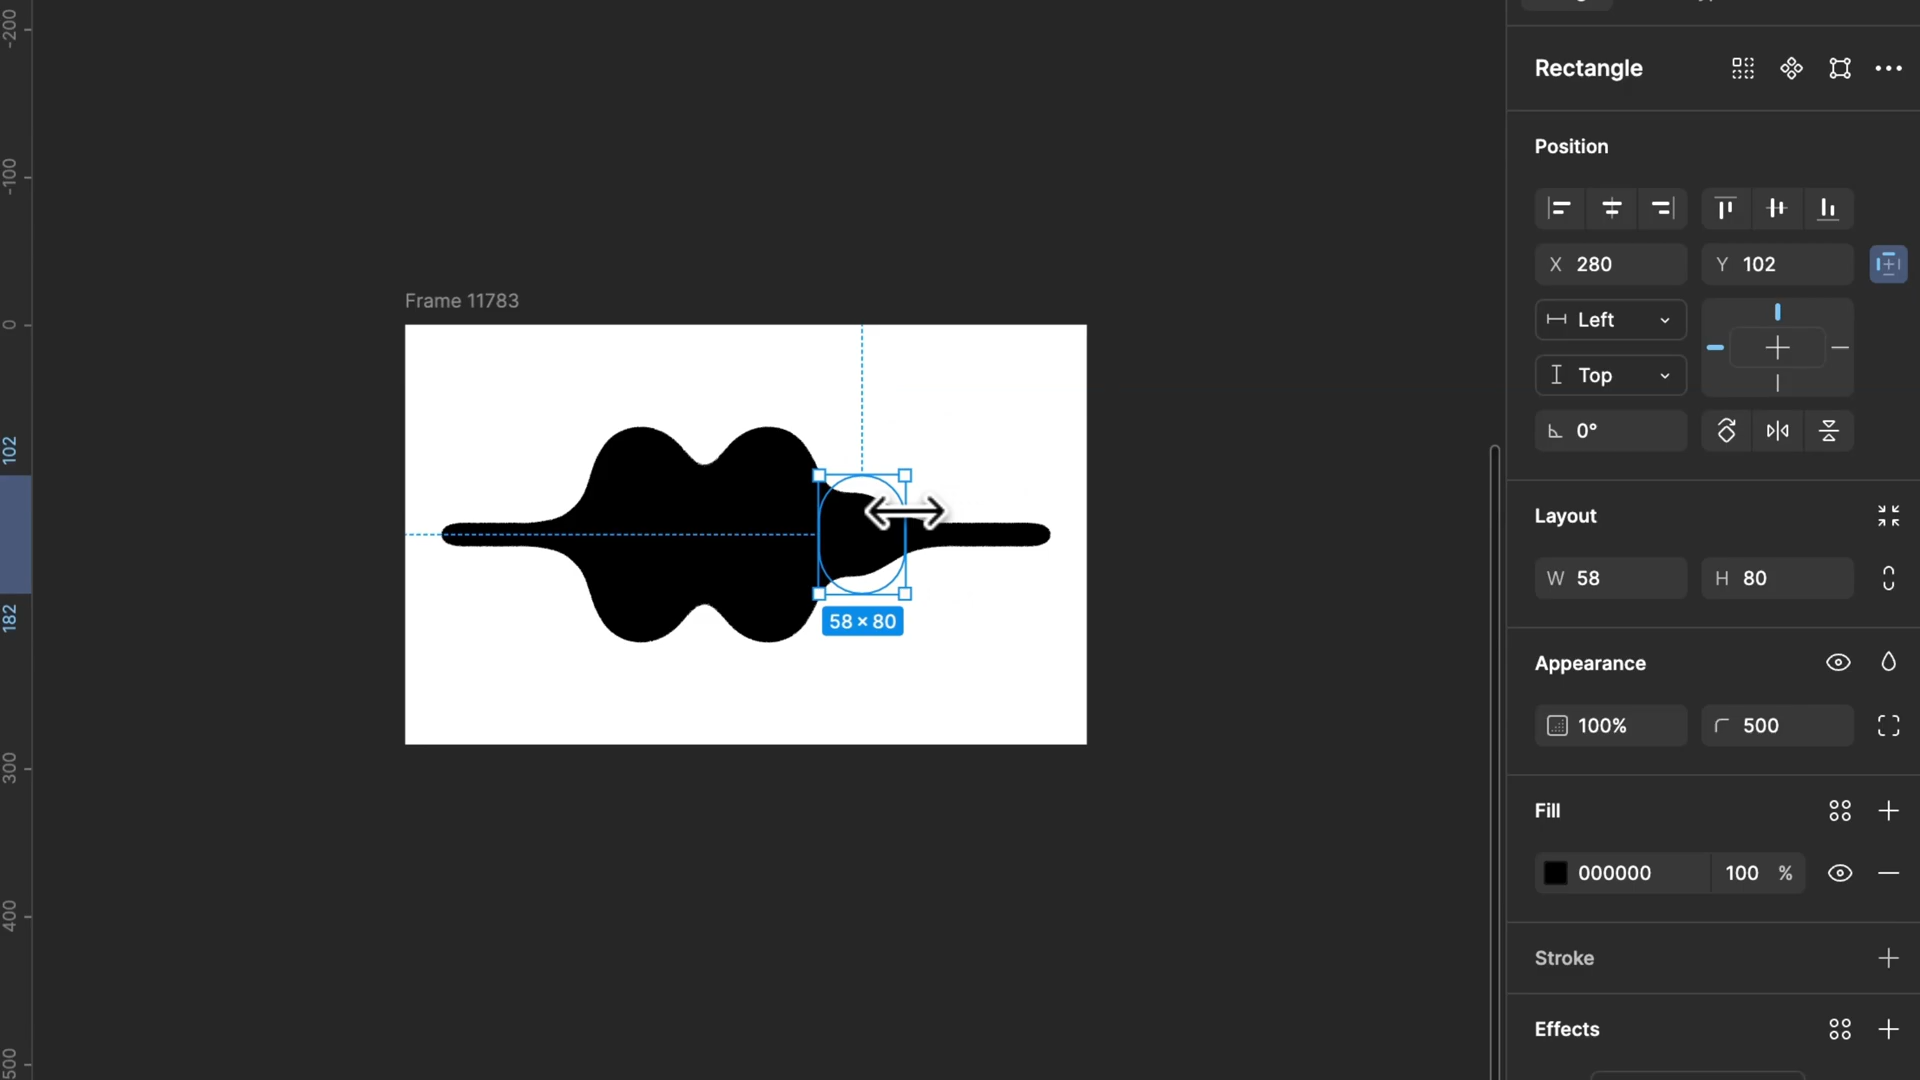 Rectangle
Position
X 280
Y 102
Left
Top
0°
Layout
W 58
H 80
Appearance
100%
500
Fill
000000
100 %
Stroke
Effects
Frame 11783
58 × 80
-200
-100
0
102
182
300
400
500